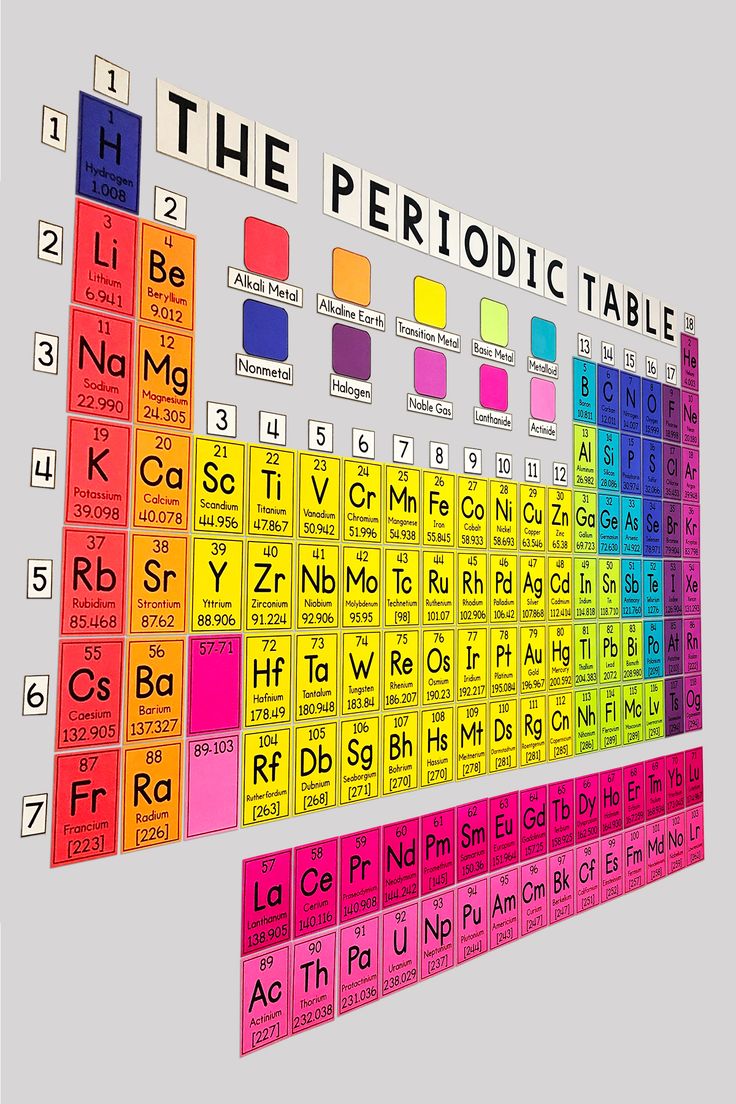 THE PERIODIC TABLE
1
1
1
H
Hydrogen
1.008
2
18
Alkali Metal
Alkaline Earth
Transition Metal
Basic Metal
Metalloid
Nonmetal
Halogen
Noble Gas
Lanthanide
Actinide
13 14 15 16 17
2
He
Helium
4.003
2
3 4 5 6 7 8 9 10
Li Be B C N O F Ne
Lithium Beryllium Boron Carbon Nitrogen Oxygen Fluorine Neon
6.941 9.012 10.811 12.011 14.007 15.999 18.998 20.180
3
11 12 13 14 15 16 17 18
Na Mg Al Si P S Cl Ar
Sodium Magnesium Aluminum Silicon Phosphorus Sulfur Chlorine Argon
22.990 24.305 26.982 28.086 30.974 32.066 35.453 39.948
3 4 5 6 7 8 9 10 11 12
4
19 20 21 22 23 24 25 26 27 28 29 30 31 32 33 34 35 36
K Ca Sc Ti V Cr Mn Fe Co Ni Cu Zn Ga Ge As Se Br Kr
Potassium Calcium Scandium Titanium Vanadium Chromium Manganese Iron Cobalt Nickel Copper Zinc Gallium Germanium Arsenic Selenium Bromine Krypton
39.098 40.078 44.956 47.867 50.942 51.996 54.938 55.845 58.933 58.693 63.546 65.38 69.723 72.630 74.922 78.971 79.904 83.798
5
37 38 39 40 41 42 43 44 45 46 47 48 49 50 51 52 53 54
Rb Sr Y Zr Nb Mo Tc Ru Rh Pd Ag Cd In Sn Sb Te I Xe
Rubidium Strontium Yttrium Zirconium Niobium Molybdenum Technetium Ruthenium Rhodium Palladium Silver Cadmium Indium Tin Antimony Tellurium Iodine Xenon
85.468 87.62 88.906 91.224 92.906 95.95 [98] 101.07 102.906 106.42 107.868 112.414 114.818 118.710 121.760 127.6 126.904 131.293
6
55 56 57-71 72 73 74 75 76 77 78 79 80 81 82 83 84 85 86
Cs Ba Hf Ta W Re Os Ir Pt Au Hg Tl Pb Bi Po At Rn
Caesium Barium Hafnium Tantalum Tungsten Rhenium Osmium Iridium Platinum Gold Mercury Thallium Lead Bismuth Polonium Astatine Radon
132.905 137.327 178.49 180.948 183.84 186.207 190.23 192.217 195.084 196.967 200.592 204.383 207.2 208.980 [209] [210] [222]
7
87 88 89-103 104 105 106 107 108 109 110 111 112 113 114 115 116 117 118
Fr Ra Rf Db Sg Bh Hs Mt Ds Rg Cn Nh Fl Mc Lv Ts Og
Francium Radium Rutherfordium Dubnium Seaborgium Bohrium Hassium Meitnerium Darmstadtium Roentgenium Copernicium Nihonium Flerovium Moscovium Livermorium Tennessine Oganesson
[223] [226] [263] [268] [271] [270] [270] [278] [281] [281] [285] [286] [289] [289] [293] [294] [294]
57 58 59 60 61 62 63 64 65 66 67 68 69 70 71
La Ce Pr Nd Pm Sm Eu Gd Tb Dy Ho Er Tm Yb Lu
Lanthanum Cerium Praseodymium Neodymium Promethium Samarium Europium Gadolinium Terbium Dysprosium Holmium Erbium Thulium Ytterbium Lutetium
138.905 140.116 140.908 144.242 [145] 150.36 151.964 157.25 158.925 162.500 164.930 167.259 168.934
89 90 91 92 93 94 95 96 97 98 99 100 101 102 103
Ac Th Pa U Np Pu Am Cm Bk Cf Es Fm Md No Lr
Actinium Thorium Protactinium Uranium Neptunium Plutonium Americium Curium Berkelium Californium Einsteinium Fermium
[227] 232.038 231.036 238.029 [237] [244] [243] [247] [247] [251] [252] [257] [258] [259]